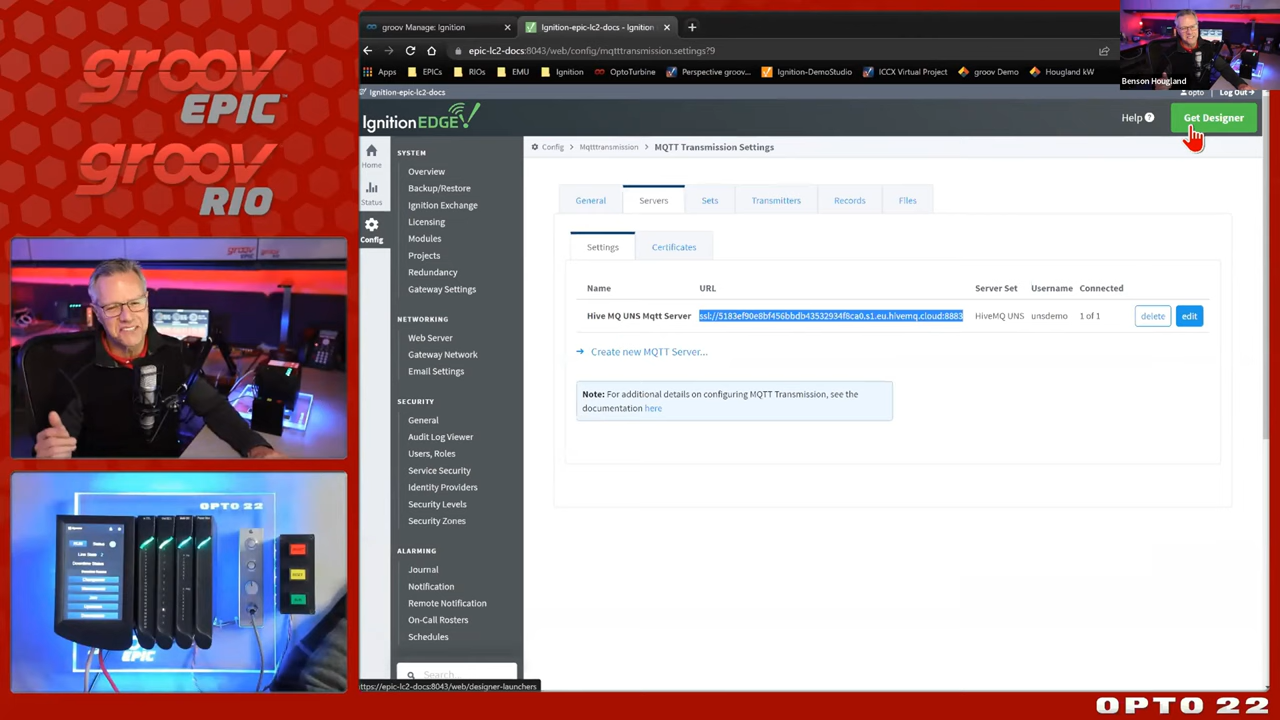 groov
EPIC™
groov
RIO
groov Manage: Ignition
Ignition-epic-lc2-docs - Ignition
epic-lc2-docs:8043/web/config/mqtttransmission.settings?9
Apps EPICs RIOs EMU Ignition OptoTurbine Perspective groov... Ignition-DemoStudio ICCX Virtual Project groov Demo Hougland kW
Benson Hougland
Ignition-epic-lc2-docs
opto Log Out
IgnitionEDGE!
Help ?
Get Designer
Home
Status
Config
SYSTEM
Overview
Backup/Restore
Ignition Exchange
Licensing
Modules
Projects
Redundancy
Gateway Settings
NETWORKING
Web Server
Gateway Network
Email Settings
SECURITY
General
Audit Log Viewer
Users, Roles
Service Security
Identity Providers
Security Levels
Security Zones
ALARMING
Journal
Notification
Remote Notification
On-Call Rosters
Schedules
Search...
Config > Mqtttransmission > MQTT Transmission Settings
General Servers Sets Transmitters Records Files
Settings Certificates
Name URL Server Set Username Connected
Hive MQ UNS Mqtt Server ssl://5183ef90e8bf456bbdb43532934f8ca0.s1.eu.hivemq.cloud:8883 HiveMQ UNS unsdemo 1 of 1 delete edit
→ Create new MQTT Server...
Note: For additional details on configuring MQTT Transmission, see the
documentation here
https://epic-lc2-docs:8043/web/designer-launchers
OPTO 22
EPIC
OPTO 22